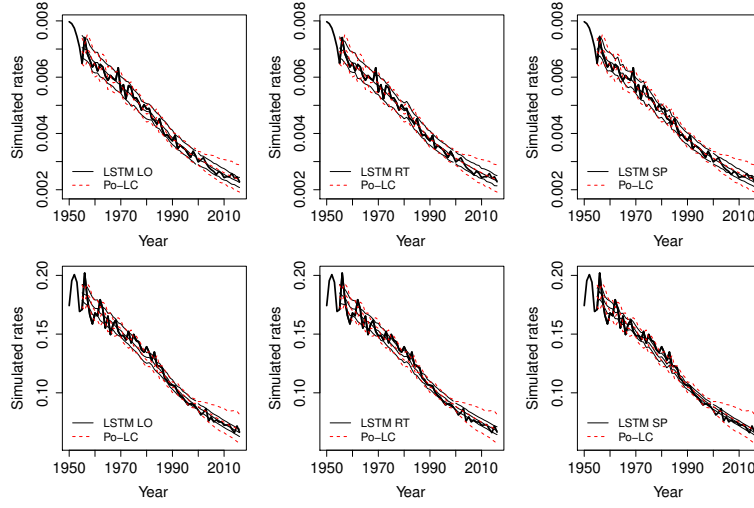 0.008
0.006
0.004
0.002
Simulated rates
LSTM LO
Po−LC
1950 1970 1990 2010
Year
0.008
0.006
0.004
0.002
Simulated rates
LSTM RT
Po−LC
1950 1970 1990 2010
Year
0.008
0.006
0.004
0.002
Simulated rates
LSTM SP
Po−LC
1950 1970 1990 2010
Year
0.20
0.15
0.10
Simulated rates
LSTM LO
Po−LC
1950 1970 1990 2010
Year
0.20
0.15
0.10
Simulated rates
LSTM RT
Po−LC
1950 1970 1990 2010
Year
0.20
0.15
0.10
Simulated rates
LSTM SP
Po−LC
1950 1970 1990 2010
Year